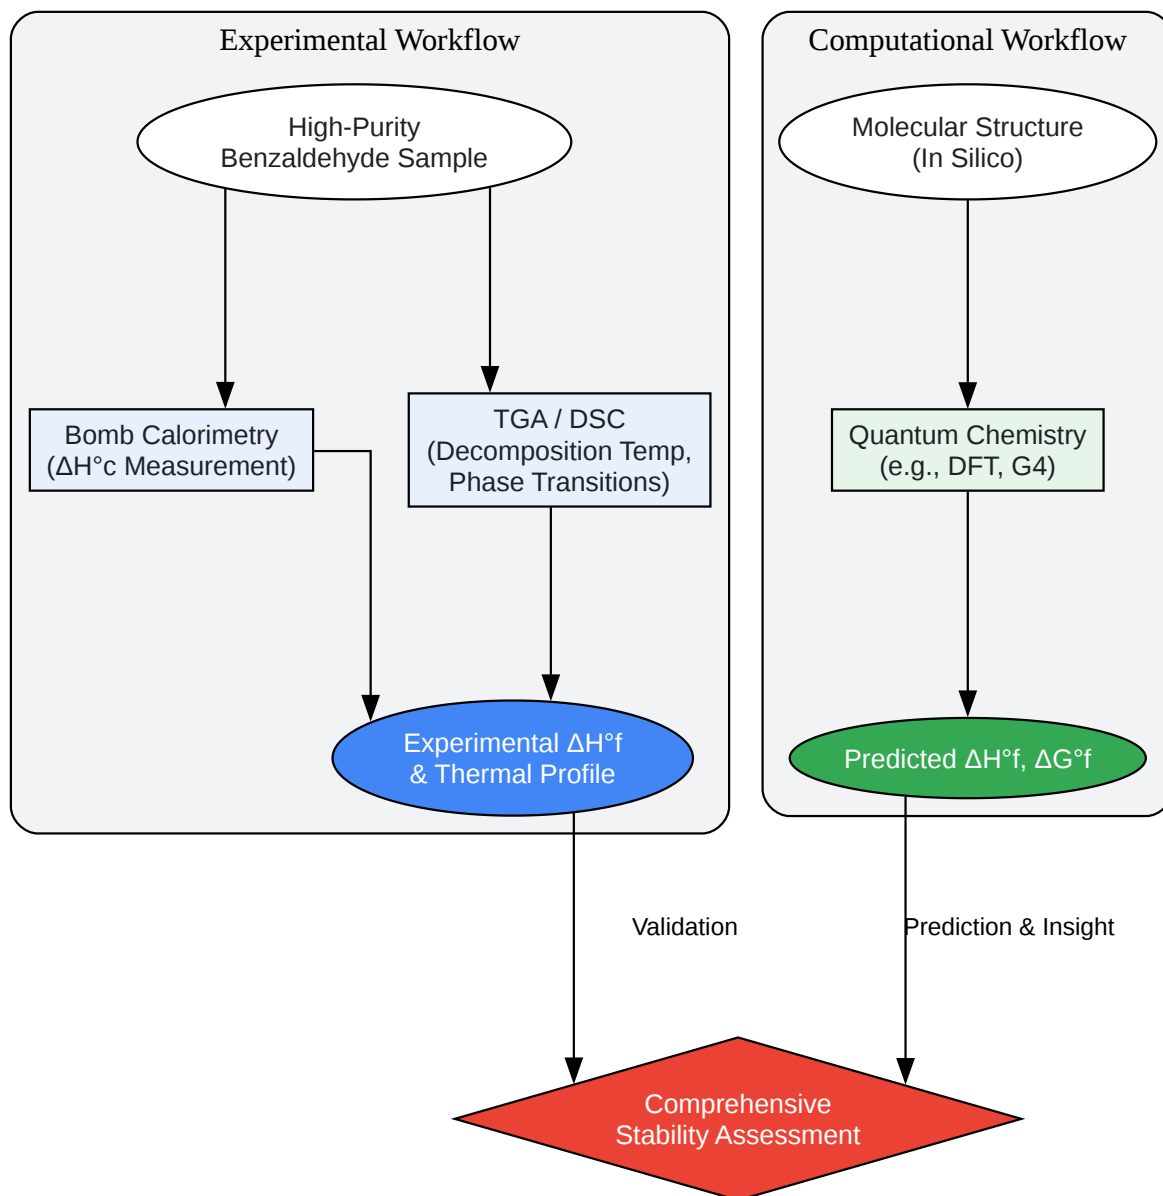 Experimental Workflow
High-Purity
Benzaldehyde Sample
Bomb Calorimetry
(ΔH°c Measurement)
TGA / DSC
(Decomposition Temp,
Phase Transitions)
Experimental ΔH°f
& Thermal Profile
Computational Workflow
Molecular Structure
(In Silico)
Quantum Chemistry
(e.g., DFT, G4)
Predicted ΔH°f, ΔG°f
Validation
Prediction & Insight
Comprehensive
Stability Assessment